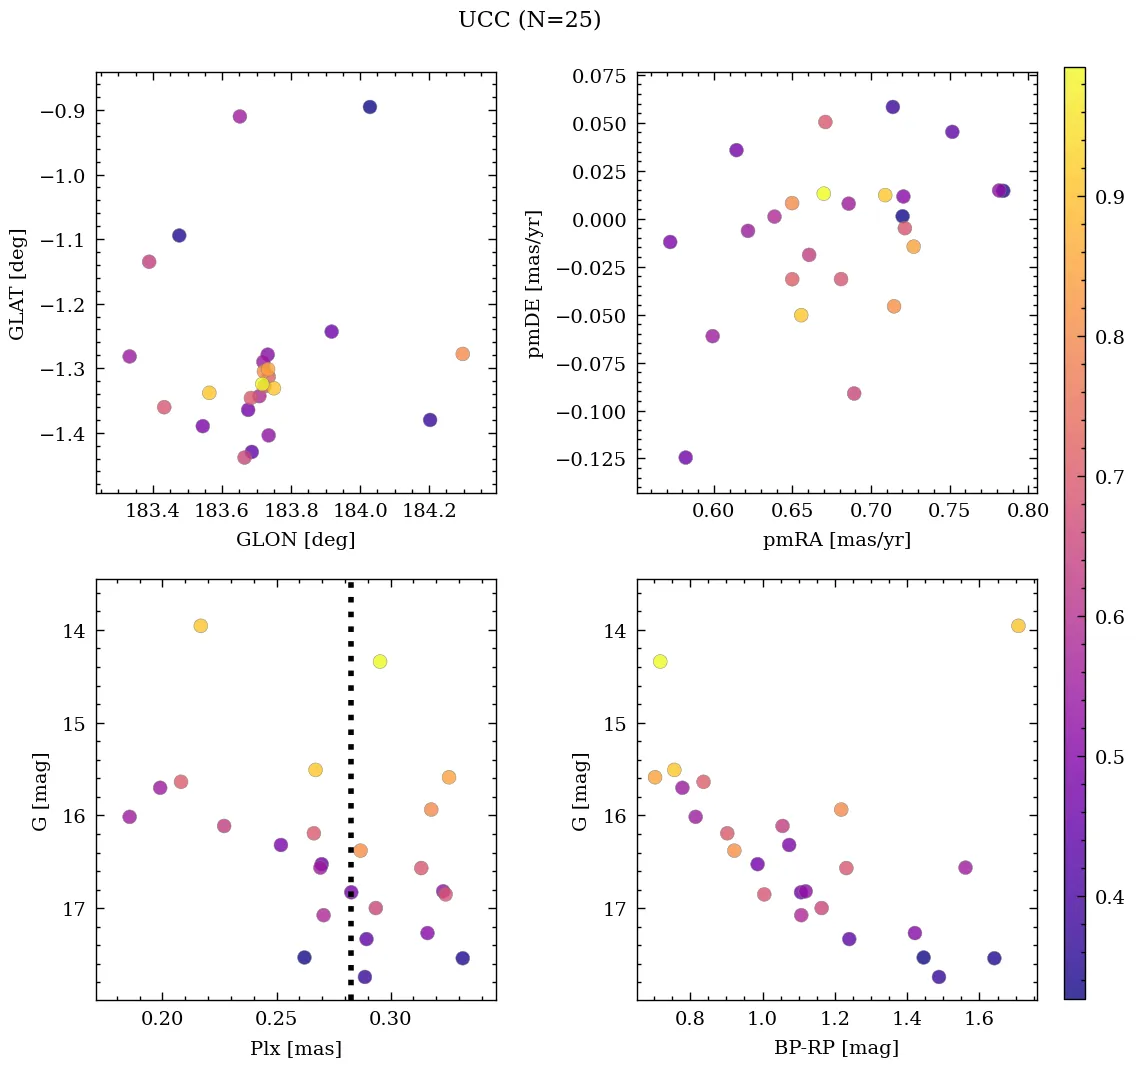 UCC (N=25)
−0.9
−1.0
−1.1
−1.2
−1.3
−1.4
GLAT [deg]
183.4 183.6 183.8 184.0 184.2
GLON [deg]
0.075
0.050
0.025
0.000
−0.025
−0.050
−0.075
−0.100
−0.125
pmDE [mas/yr]
0.60 0.65 0.70 0.75 0.80
pmRA [mas/yr]
14
15
16
17
G [mag]
0.20 0.25 0.30
Plx [mas]
14
15
16
17
G [mag]
0.8 1.0 1.2 1.4 1.6
BP-RP [mag]
0.9
0.8
0.7
0.6
0.5
0.4